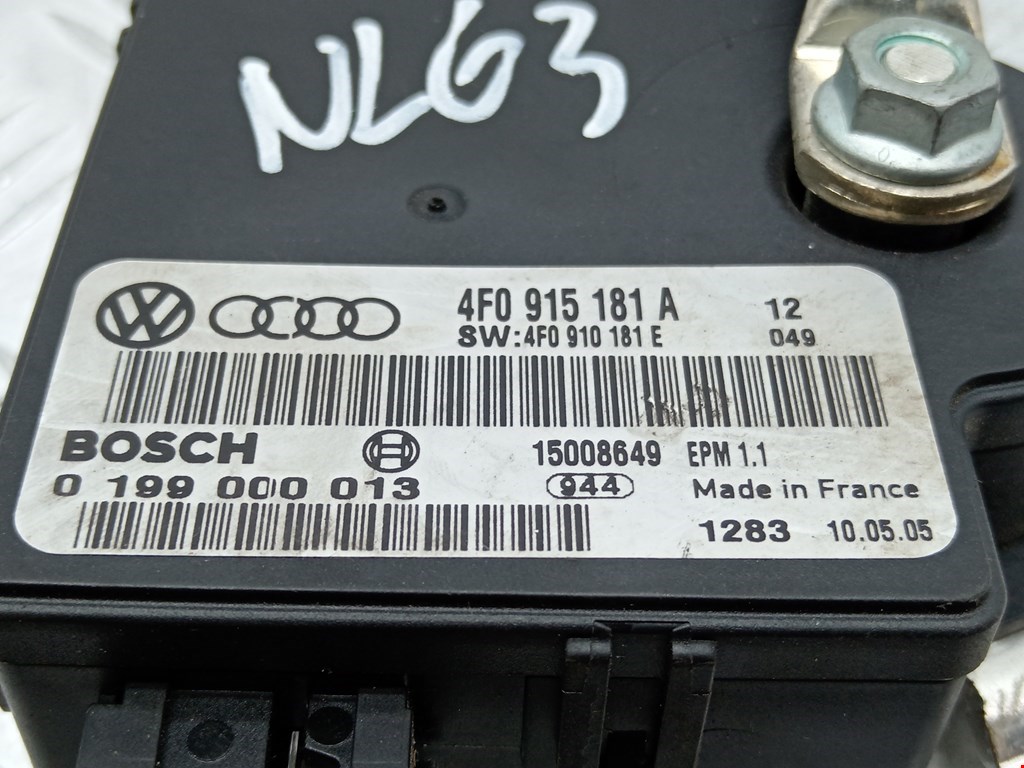 NLG3
4F0 915 181 A 12
SW:4F0 910 181 E 049
BOSCH 15008649 EPM 1.1
0 199 000 013 944 Made in France
1283 10.05.05